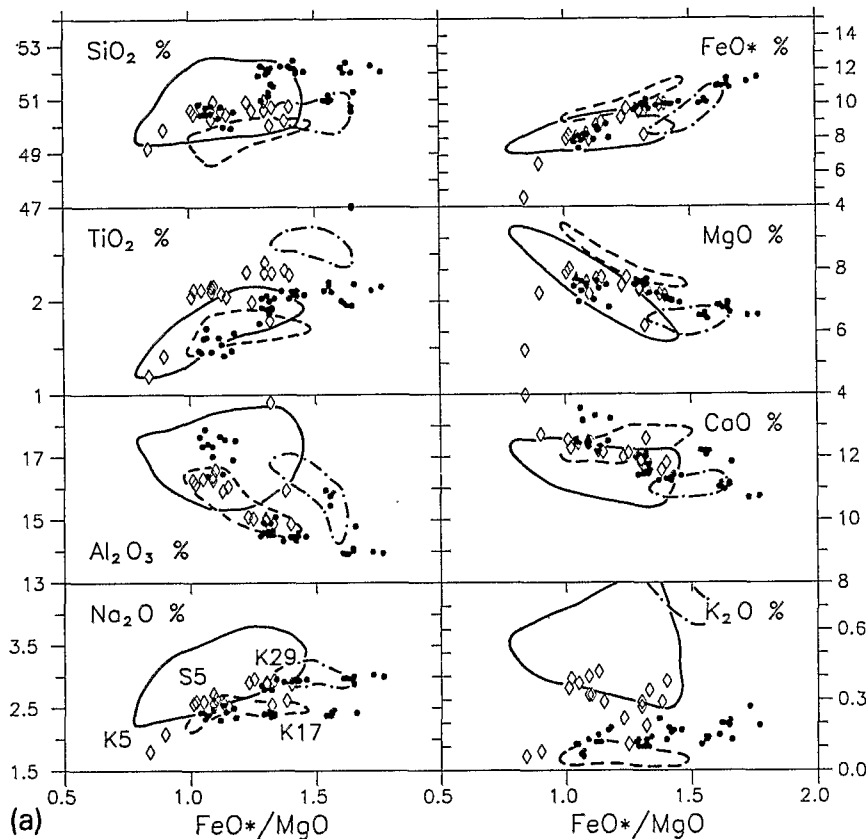 53
51
49
47
SiO₂ %
12
10
8
6
4
FeO* %
TiO₂ %
2
1
MgO %
8
6
4
17
15
13
Al₂O₃ %
CaO %
12
10
8
Na₂O %
3.5
2.5
1.5
S5
K29
K5
K17
K₂O %
0.6
0.3
0.0
0.5
1.0
1.5
0.5
1.0
1.5
2.0
(a)
FeO*/MgO
FeO*/MgO